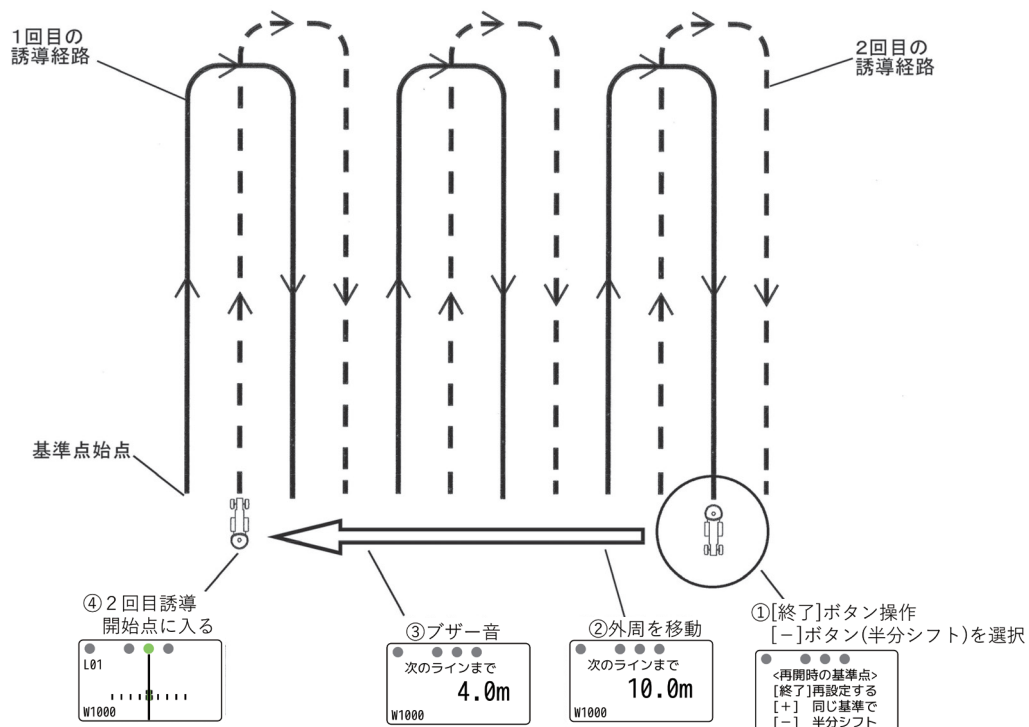 1回目の
誘導経路
2回目の
誘導経路
基準点始点
④2回目誘導
開始点に入る
L01
W1000
③ブザー音
次のラインまで
4.0m
W1000
②外周を移動
次のラインまで
10.0m
W1000
①[終了]ボタン操作
[−]ボタン(半分シフト)を選択
<再開時の基準点>
[終了]再設定する
[+] 同じ基準で
[−] 半分シフト